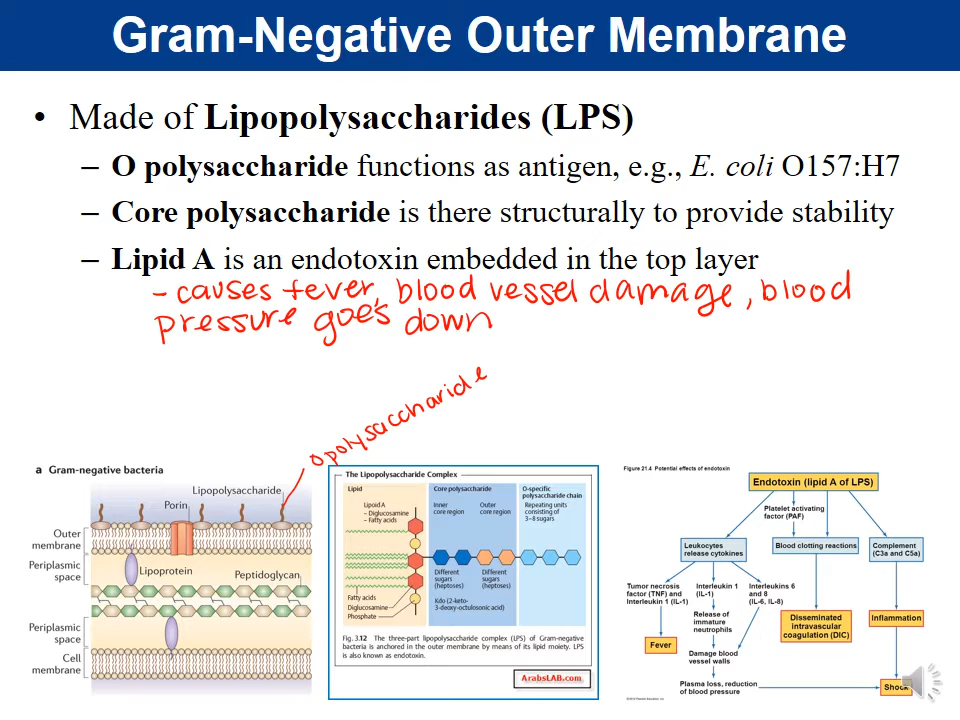 Gram-Negative Outer Membrane
• Made of Lipopolysaccharides (LPS)
– O polysaccharide functions as antigen, e.g., E. coli O157:H7
– Core polysaccharide is there structurally to provide stability
– Lipid A is an endotoxin embedded in the top layer
- causes fever, blood vessel damage, blood
pressure goes down
O polysaccharide
a Gram-negative bacteria
Lipopolysaccharide
Porin
Outer
membrane
Periplasmic
space
Lipoprotein
Peptidoglycan
Periplasmic
space
Cell
membrane
The Lipopolysaccharide Complex
Lipid
Lipoid A
– Diglucosamine
– Fatty acids
Fatty acids
Diglucosamine
Phosphate
Core polysaccharide
Inner
core region
Outer
core region
Different
sugars
(heptoses)
Different
sugars
(heptoses)
Kdo (2-keto-
3-deoxy-octulosonic acid)
O-specific
polysaccharide chain
Repeating units
consisting of
3–8 sugars
Fig. 3.12 The three-part lipopolysaccharide complex (LPS) of Gram-negative
bacteria is anchored in the outer membrane by means of its lipid moiety. LPS
is also known as endotoxin.
ArabsLAB.com
Figure 21.4 Potential effects of endotoxin
Endotoxin (lipid A of LPS)
Platelet activating
factor (PAF)
Leukocytes
release cytokines
Blood clotting reactions
Complement
(C3a and C5a)
Tumor necrosis
factor (TNF) and
Interleukin 1 (IL-1)
Interleukin 1
(IL-1)
Interleukins 6
and 8
(IL-6, IL-8)
Release of
immature
neutrophils
Fever
Damage blood
vessel walls
Disseminated
intravascular
coagulation (DIC)
Inflammation
Plasma loss, reduction
of blood pressure
Shock